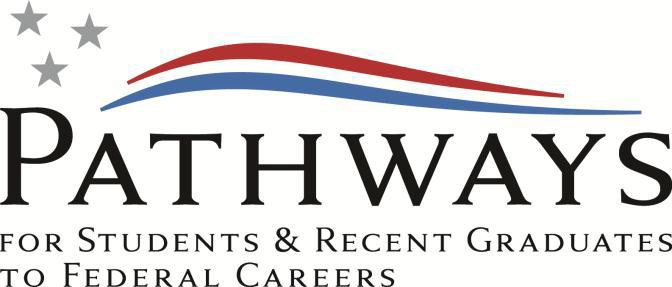 PATHWAYS
FOR STUDENTS & RECENT GRADUATES
TO FEDERAL CAREERS